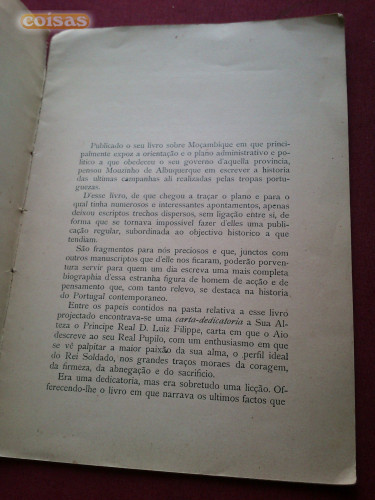 coisas
Publicado o seu livro sobre Moçambique em que princi-
palmente expoe a orientação e o plano administrativo e po-
litico a que obedeceu o seu governo d'aquella provincia,
pensou Mousinho de Albuquerque em escrever a historia
das ultimas campanhas ali realizadas pelas tropas portu-
guezas.
D'esse livro, de que chegou a traçar o plano e para o
qual tinha numerosos e interessantes apontamentos, apenas
deixou escriptos trechos dispersos, sem ligação entre si, de
forma que se tornava impossivel fazer d'elles uma publi-
cação regular, subordinada ao objectivo historico a que
tendiam.
São fragmentos para nós preciosos e que, junctos com
outros manuscriptos que d'elle nos ficaram, poderão porven-
tura servir para quem um dia escreva uma mais completa
biographia d'essa estranha figura de homem de acção e de
pensamento que, com tanto relevo, se destaca na historia
do Portugal contemporaneo.
Entre os papeis contidos na pasta relativa a esse livro
projectado encontrava-se uma carta-dedicatoria a Sua Al-
teza o Principe Real D. Luiz Filippe, carta em que o Aio
descreve ao seu Real Pupilo, com um enthusiasmo em que
se vê palpitar a maior paixão da sua alma, o perfil ideal
do Rei Soldado, nos grandes traços moraes da coragem,
da firmeza, da abnegação e do sacrificio.
Era uma dedicatoria, mas era sobretudo uma licção. Of-
ferecendo-lhe o livro em que narrava os ultimos factos que